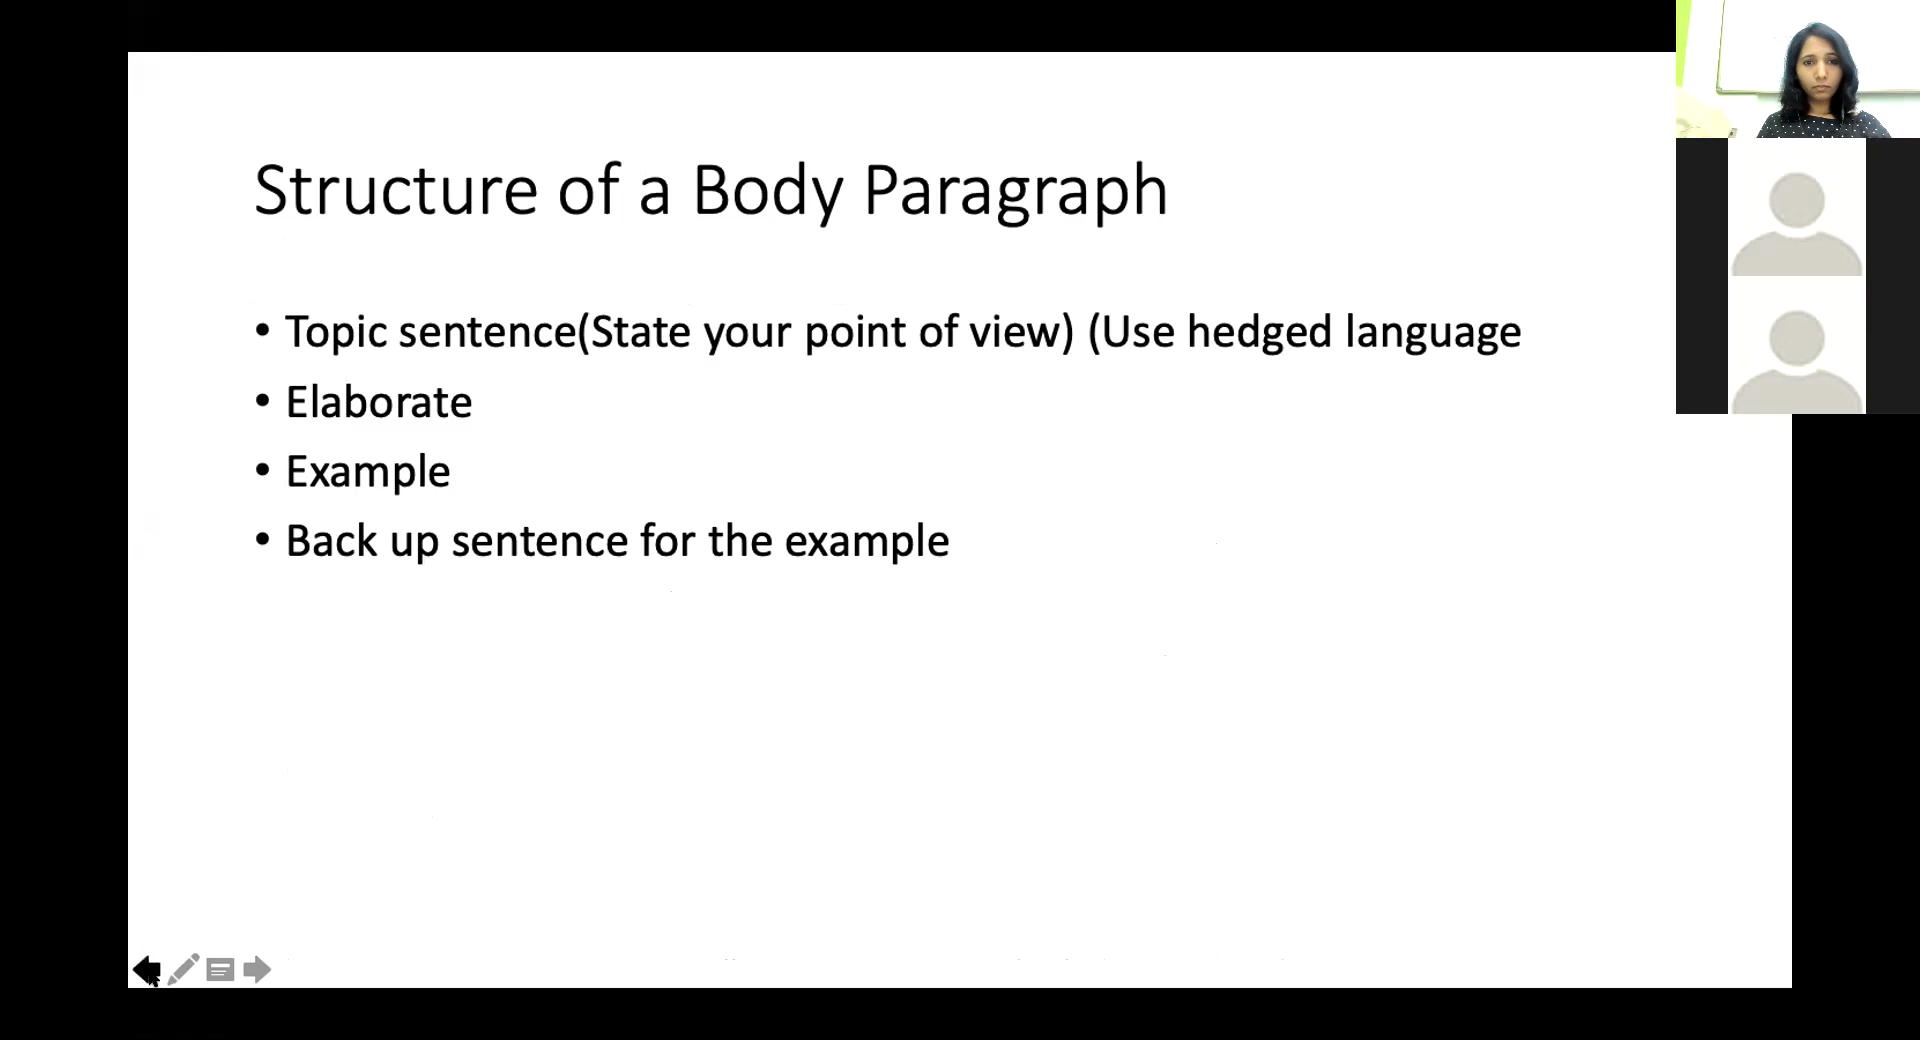 Structure of a Body Paragraph
• Topic sentence(State your point of view) (Use hedged language
• Elaborate
• Example
• Back up sentence for the example